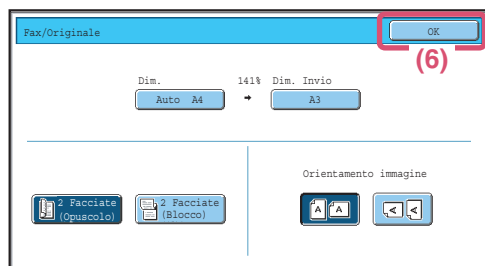 Fax/Originale
OK
(6)
Dim.
141%
Dim. Invio
Auto A4
A3
2 Facciate
(Opuscolo)
2 Facciate
(Blocco)
Orientamento immagine
A A
A A